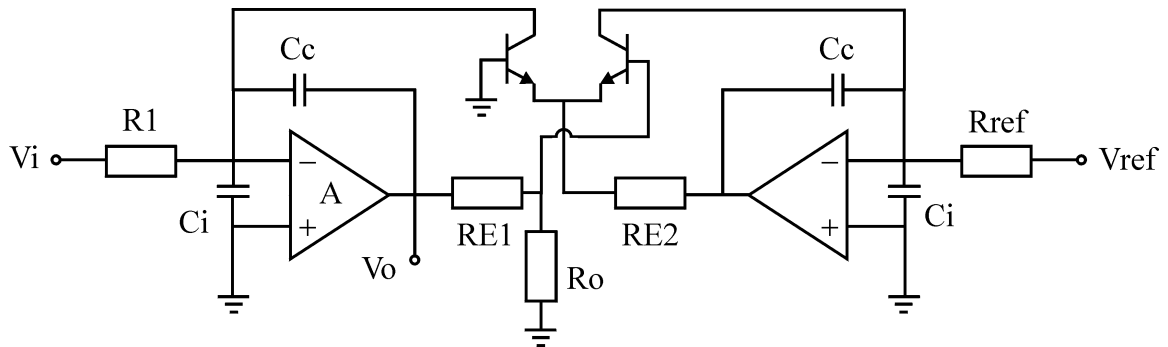 Cc
Cc
R1
Rref
Vi
−
−
Vref
A
Ci
+
+
Ci
RE1
RE2
Vo
Ro